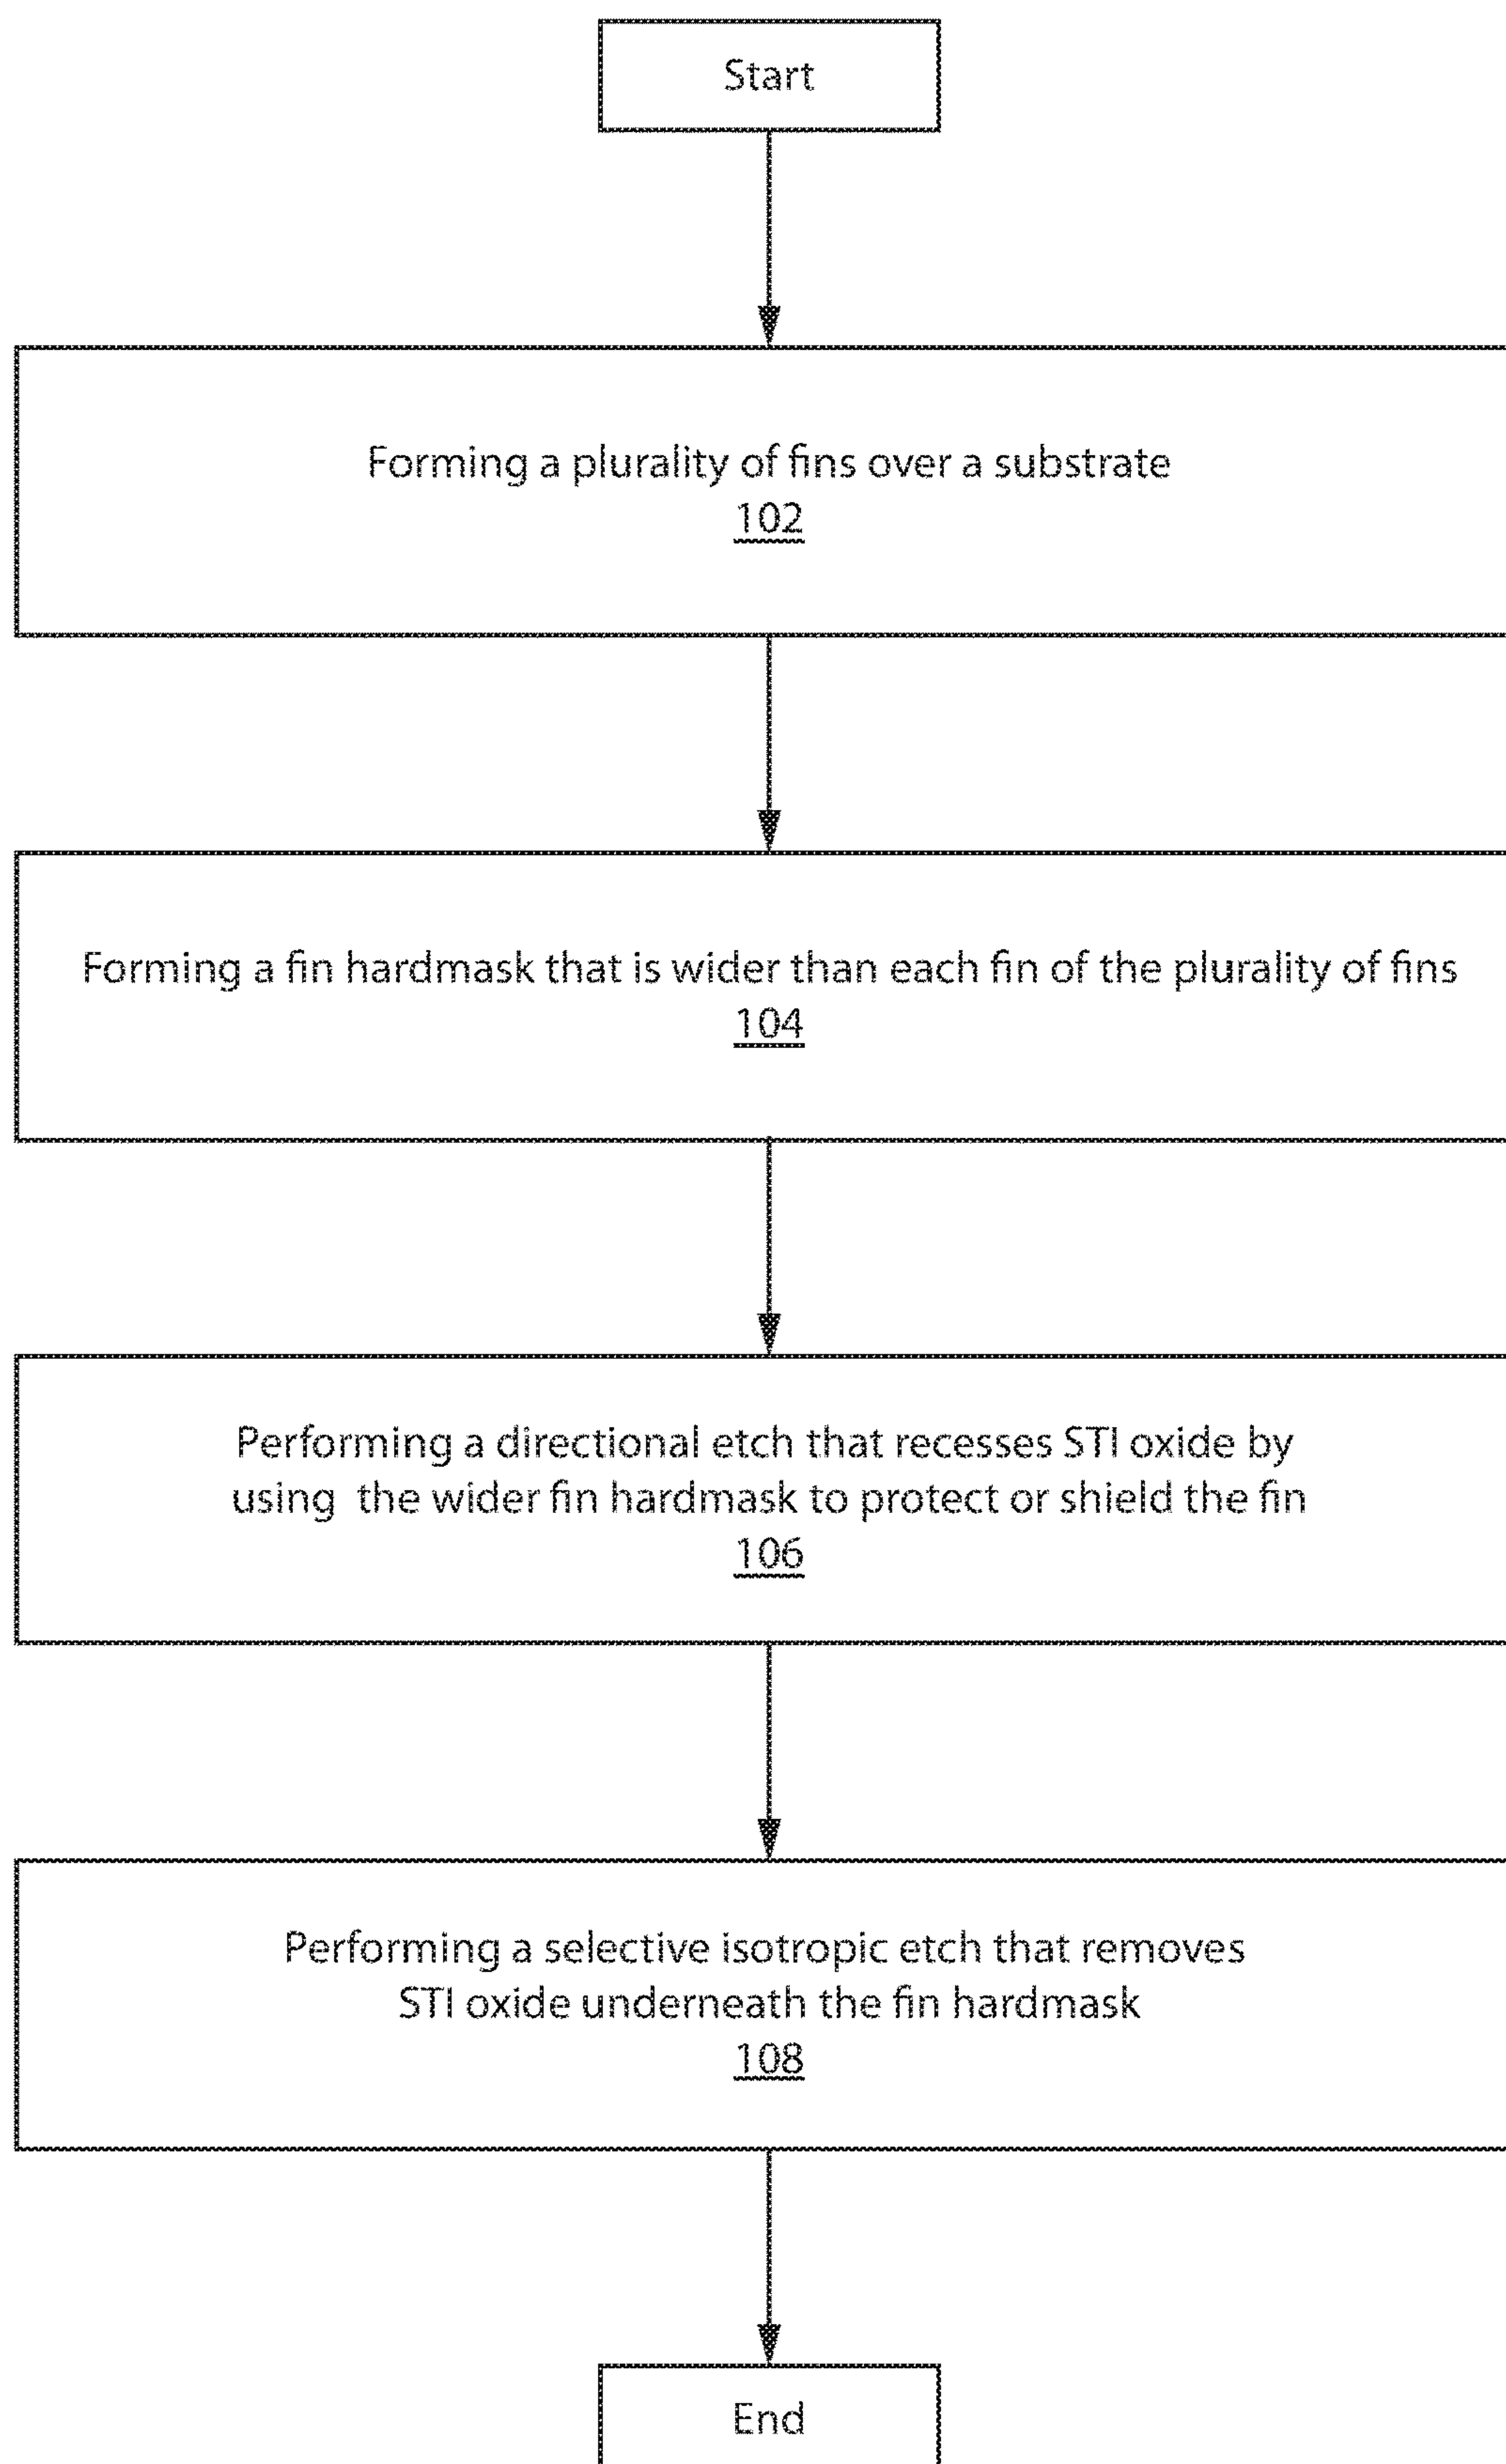 Start
Forming a plurality of fins over a substrate
102
Forming a fin hardmask that is wider than each fin of the plurality of fins
104
Performing a directional etch that recesses STI oxide by
using the wider fin hardmask to protect or shield the fin
106
Performing a selective isotropic etch that removes
STI oxide underneath the fin hardmask
108
End